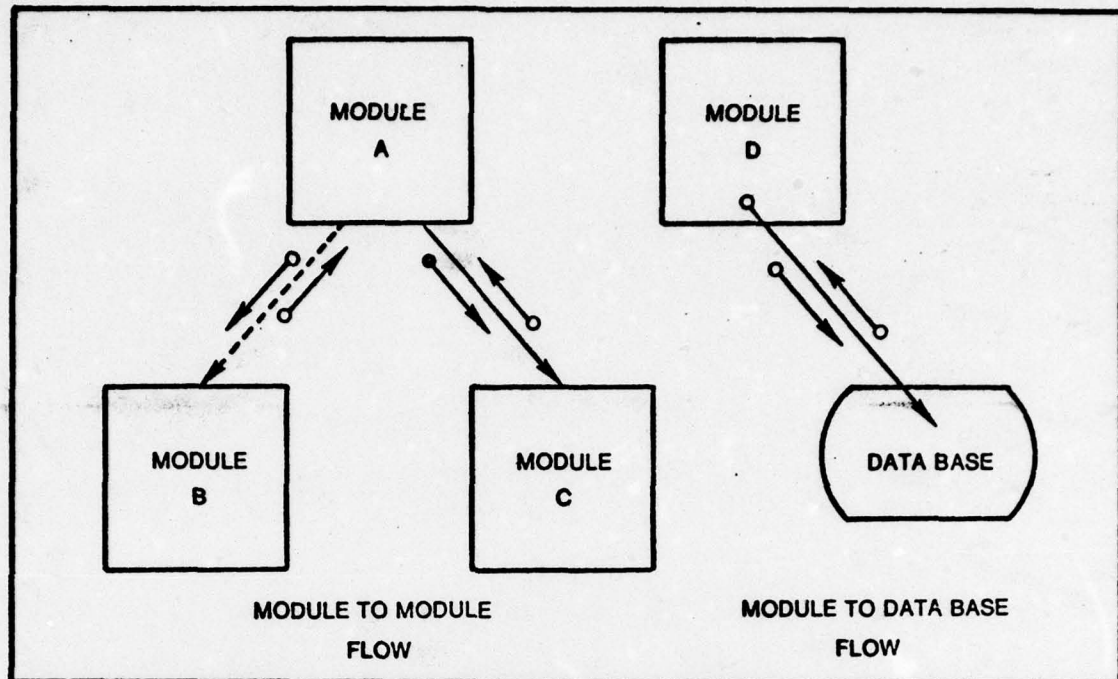 MODULE
A
MODULE
D
MODULE
B
MODULE
C
DATA BASE
MODULE TO MODULE
FLOW
MODULE TO DATA BASE
FLOW